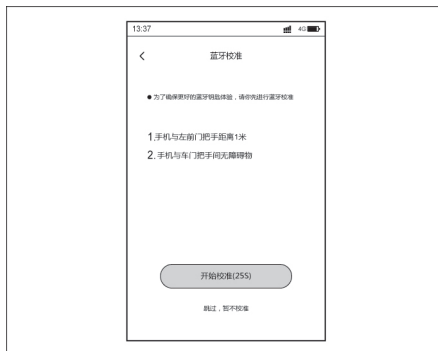 13:37 4G
蓝牙校准
● 为了确保更好的蓝牙钥匙体验，请你先进行蓝牙校准
1.手机与左前门把手距离1米
2.手机与车门把手间无障碍物
开始校准(25S)
跳过，暂不校准